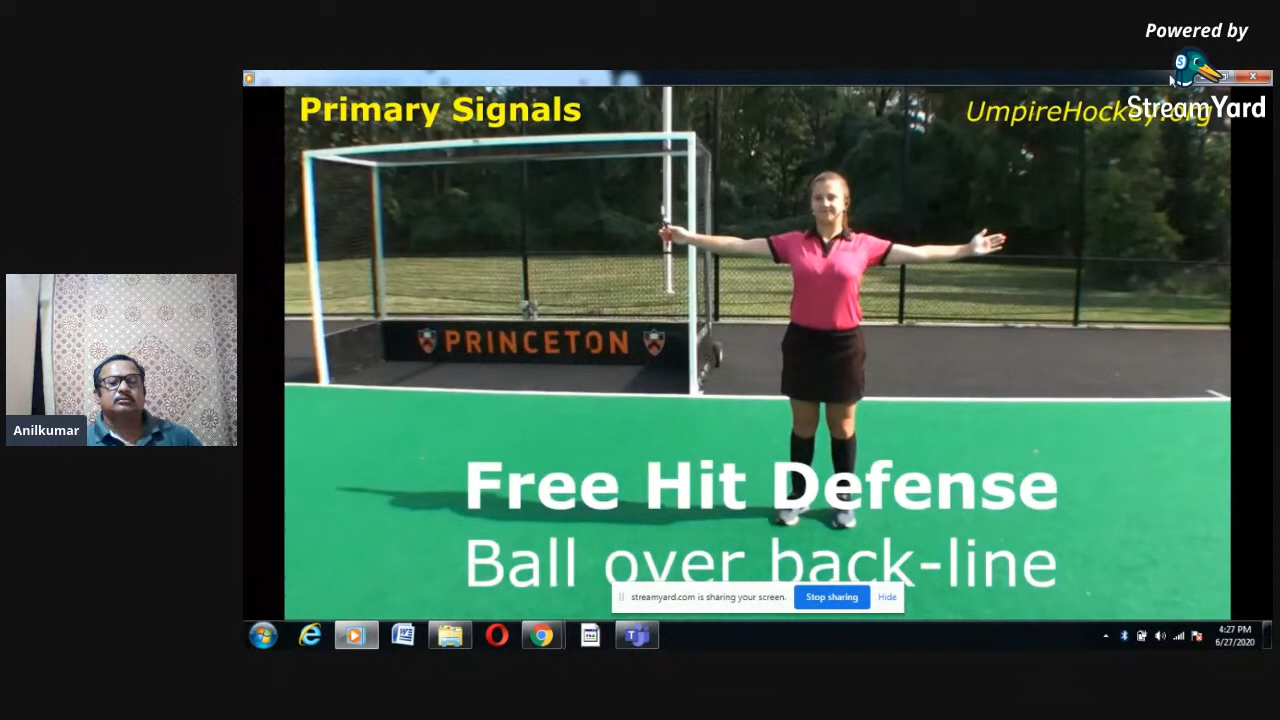 Powered by
StreamYard
Primary Signals
UmpireHockey.org
PRINCETON
Anilkumar
Free Hit Defense
Ball over back-line
streamyard.com is sharing your screen.
Stop sharing
Hide
4:27 PM
6/27/2020